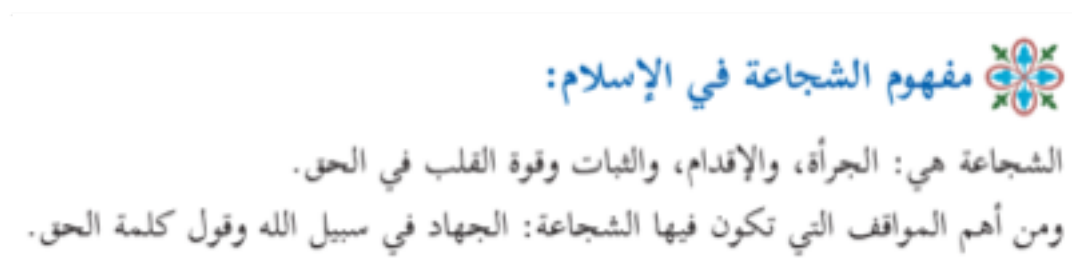 مفهوم الشجاعة في الإسلام:
الشجاعة هي: الجرأة، والإقدام، والثبات وقوة القلب في الحق.
ومن أهم المواقف التي تكون فيها الشجاعة: الجهاد في سبيل الله وقول كلمة الحق.